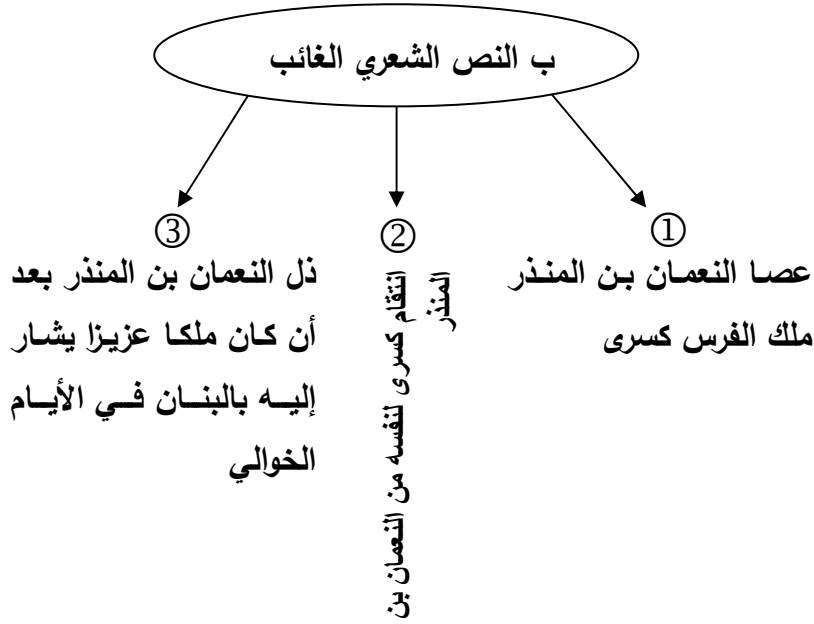 ب النص الشعري الغائب
①
عصا النعمان بن المنذر
ملك الفرس كسرى
②
انتقام كسرى لنفسه من النعمان بن
المنذر
③
ذل النعمان بن المنذر بعد
أن كان ملكا عزيزا يشار
إليه بالبنان في الأيام
الخوالي